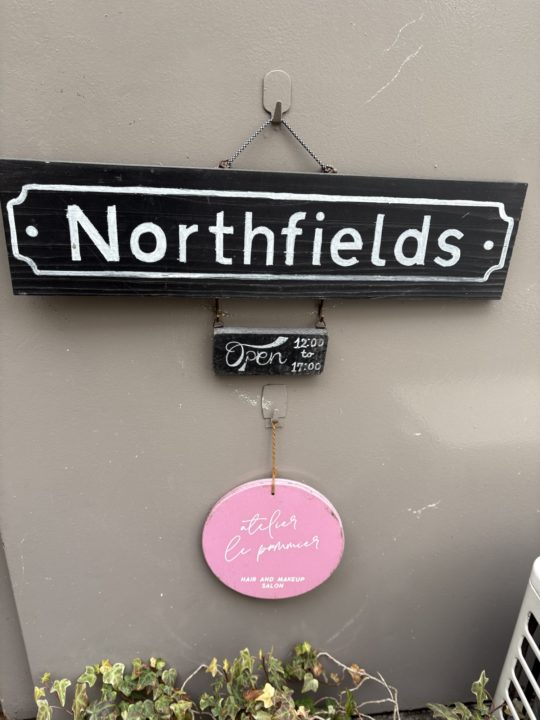 Northfields
Open
12:00
to
17:00
atelier
le pommier
HAIR AND MAKEUP
SALON